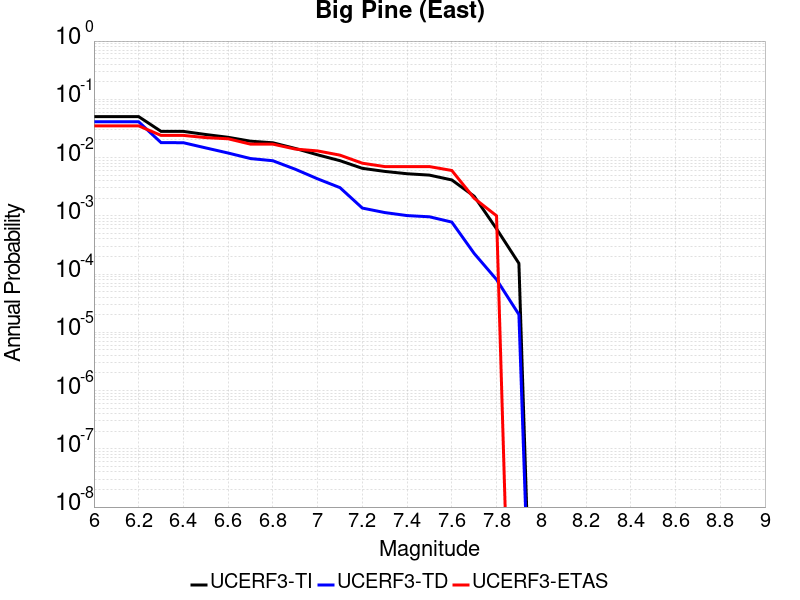 Big Pine (East)
10^0
10^-1
10^-2
10^-3
10^-4
10^-5
10^-6
10^-7
10^-8
Annual Probability
6 6.2 6.4 6.6 6.8 7 7.2 7.4 7.6 7.8 8 8.2 8.4 8.6 8.8 9
Magnitude
UCERF3-TI UCERF3-TD UCERF3-ETAS